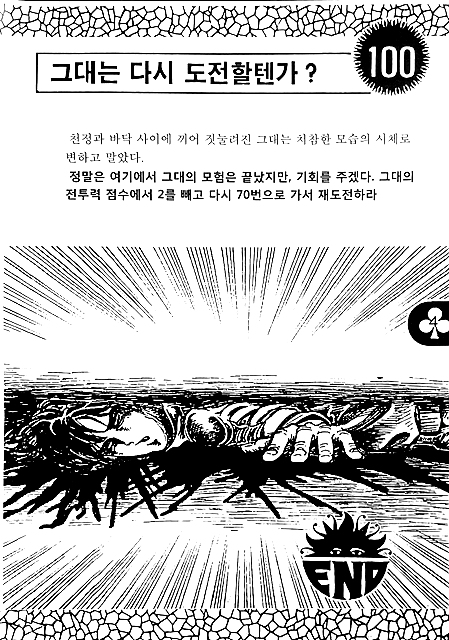 그대는 다시 도전할텐가 ?
100
천정과 바닥 사이에 끼어 짓눌려진 그대는 처참한 모습의 시체로
변하고 말았다.
정말은 여기에서 그대의 모험은 끝났지만, 기회를 주겠다. 그대의
전투력 점수에서 2를 빼고 다시 70번으로 가서 재도전하라
4
END